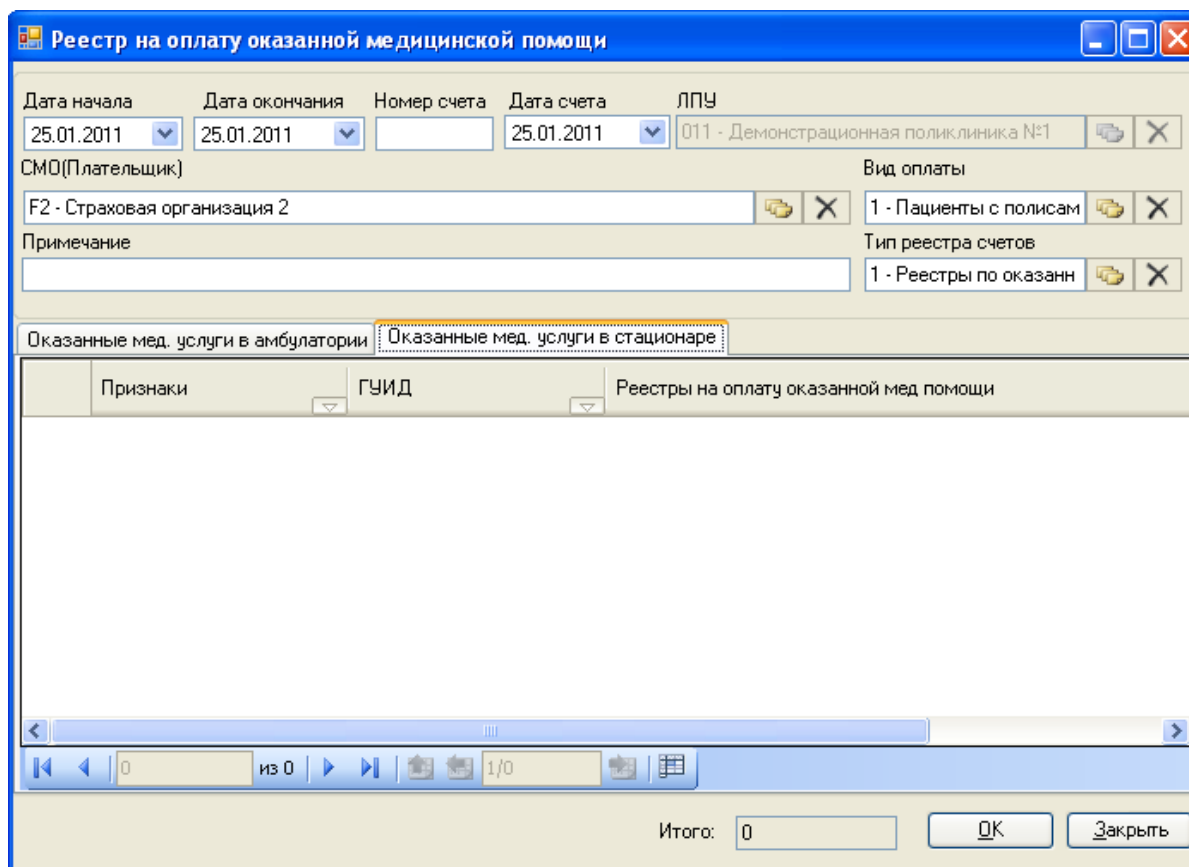 Реестр на оплату оказанной медицинской помощи
Дата начала Дата окончания Номер счета Дата счета ЛПУ
25.01.2011 25.01.2011 25.01.2011 011 - Демонстрационная поликлиника №1
СМО(Плательщик) Вид оплаты
F2 - Страховая организация 2 1 - Пациенты с полисам
Примечание Тип реестра счетов
1 - Реестры по оказанн
Оказанные мед. услуги в амбулатории Оказанные мед. услуги в стационаре
Признаки ГУИД Реестры на оплату оказанной мед помощи
0 из 0 1/0
Итого: 0 ОК Закрыть